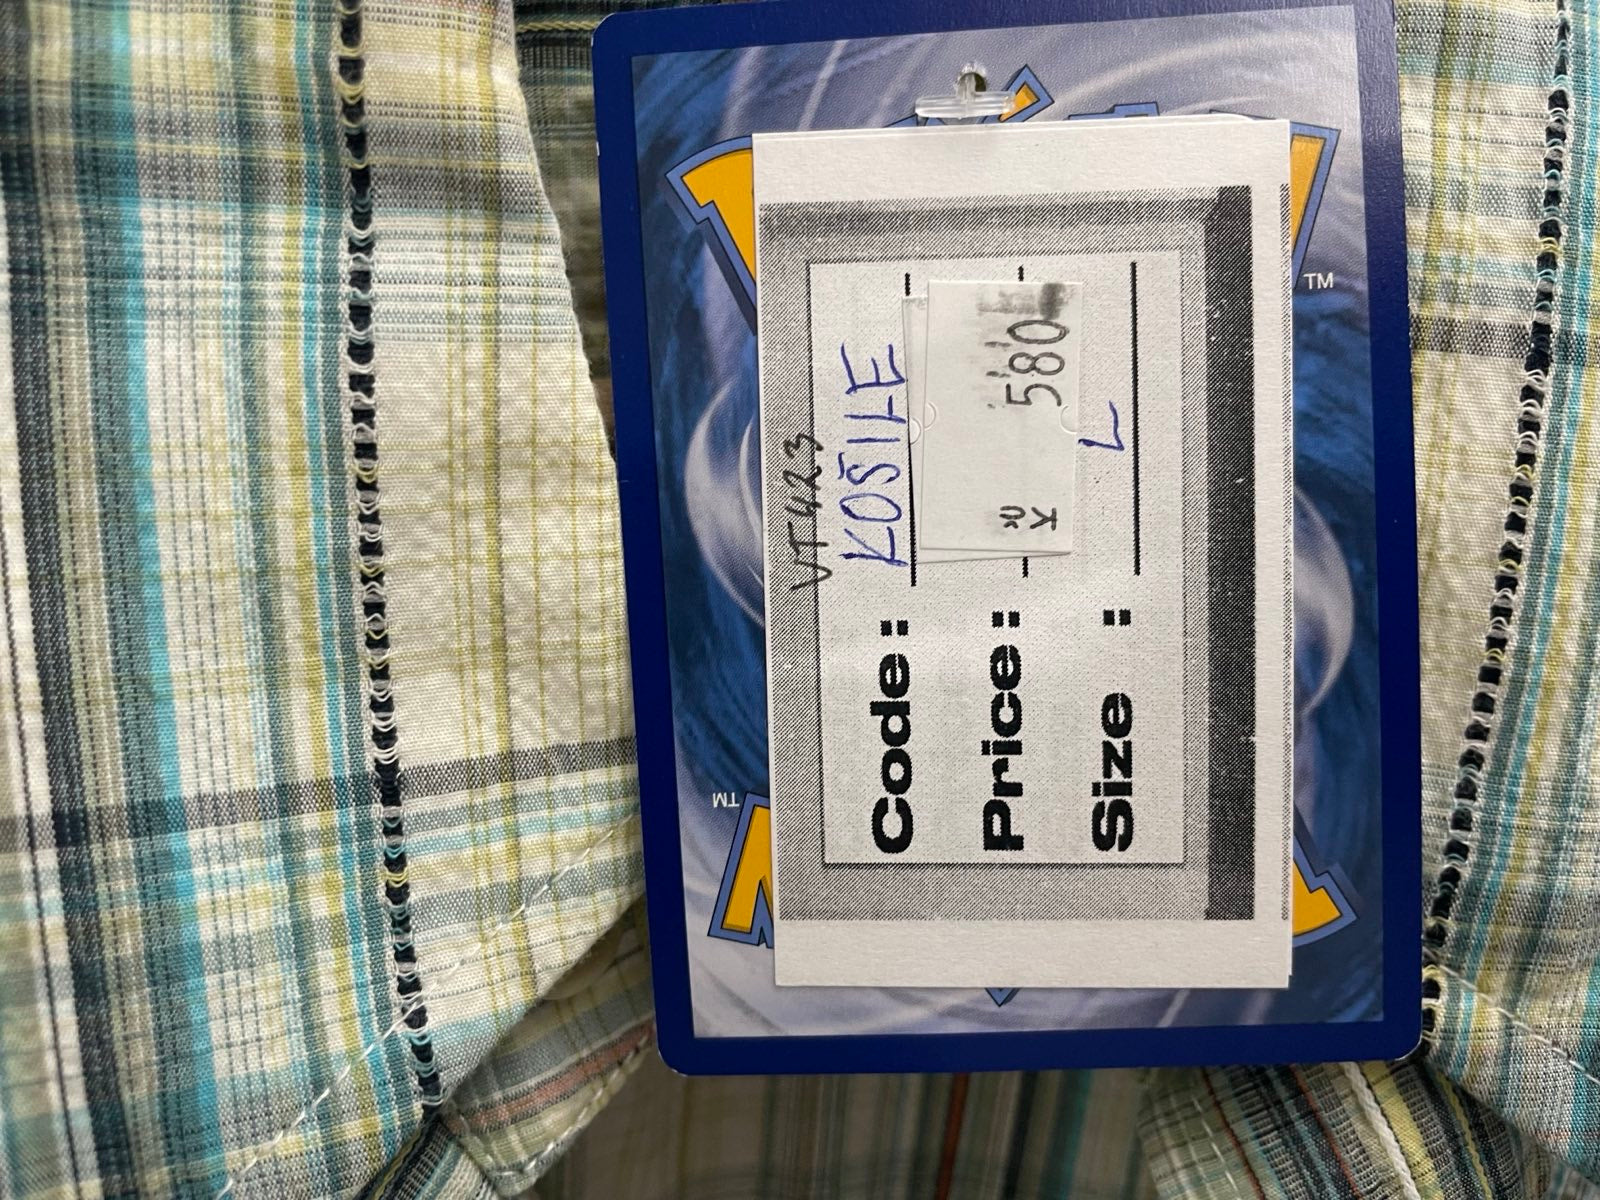 VT423
Code: KOŠILE
Price: Kč 580
Size : L
TM
TM